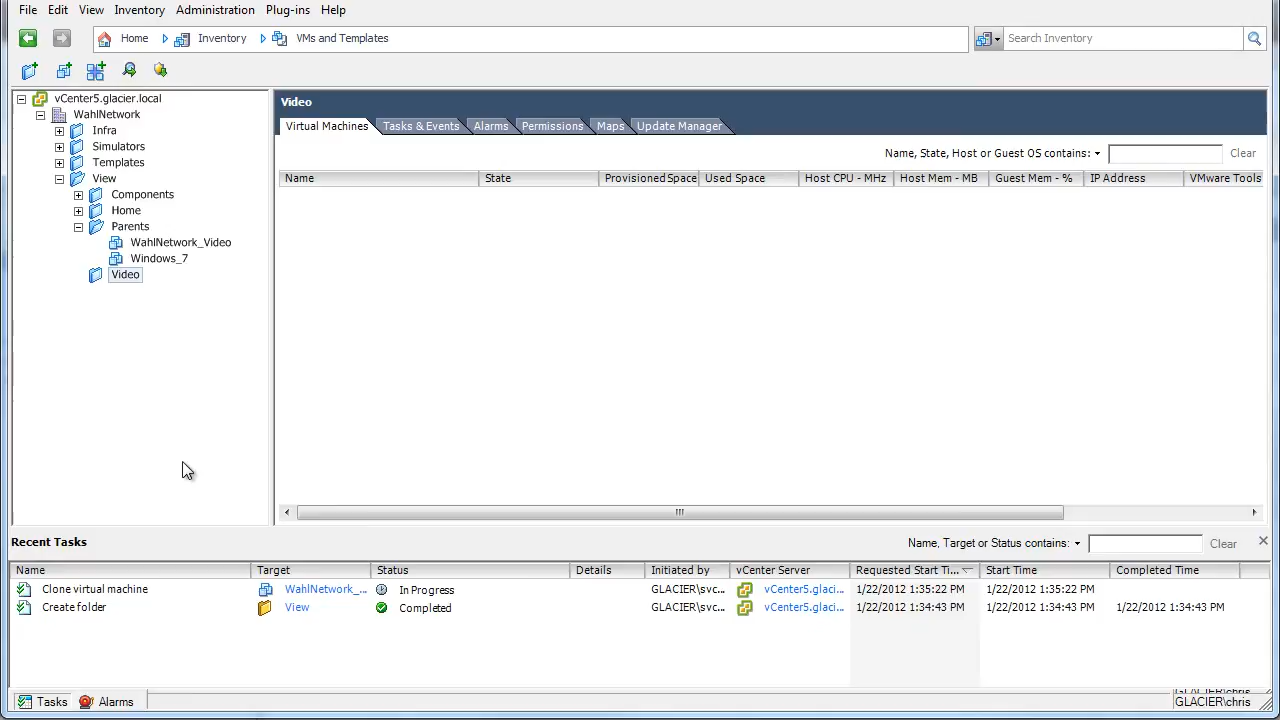 File Edit View Inventory Administration Plug-ins Help
Home Inventory VMs and Templates Search Inventory
vCenter5.glacier.local
WahlNetwork
Infra
Simulators
Templates
View
Components
Home
Parents
WahlNetwork_Video
Windows_7
Video
Video
Virtual Machines Tasks & Events Alarms Permissions Maps Update Manager
Name, State, Host or Guest OS contains: Clear
Name State Provisioned Space Used Space Host CPU - MHz Host Mem - MB Guest Mem - % IP Address VMware Tools
Recent Tasks Name, Target or Status contains: Clear
Name Target Status Details Initiated by vCenter Server Requested Start Ti... Start Time Completed Time
Clone virtual machine WahlNetwork_... In Progress GLACIER\svc... vCenter5.glaci... 1/22/2012 1:35:22 PM 1/22/2012 1:35:22 PM
Create folder View Completed GLACIER\svc... vCenter5.glaci... 1/22/2012 1:34:43 PM 1/22/2012 1:34:43 PM 1/22/2012 1:34:43 PM
Tasks Alarms GLACIER\chris